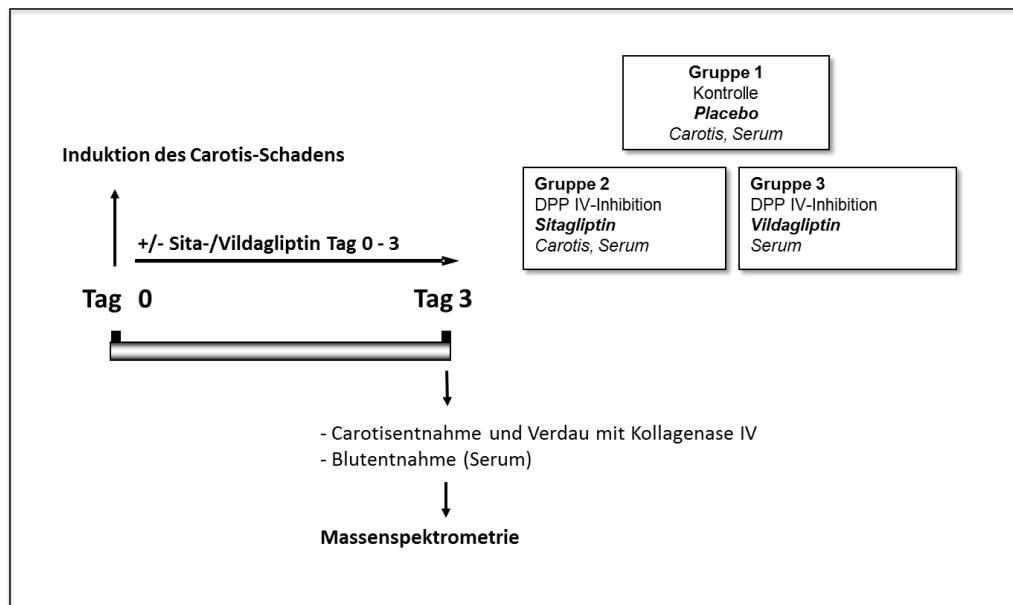 Gruppe 1
Kontrolle
Placebo
Carotis, Serum
Induktion des Carotis-Schadens
Gruppe 2
DPP IV-Inhibition
Sitagliptin
Carotis, Serum
Gruppe 3
DPP IV-Inhibition
Vildagliptin
Serum
+/- Sita-/Vildagliptin Tag 0 - 3
Tag 0
Tag 3
- Carotisentnahme und Verdau mit Kollagenase IV
- Blutentnahme (Serum)
Massenspektrometrie